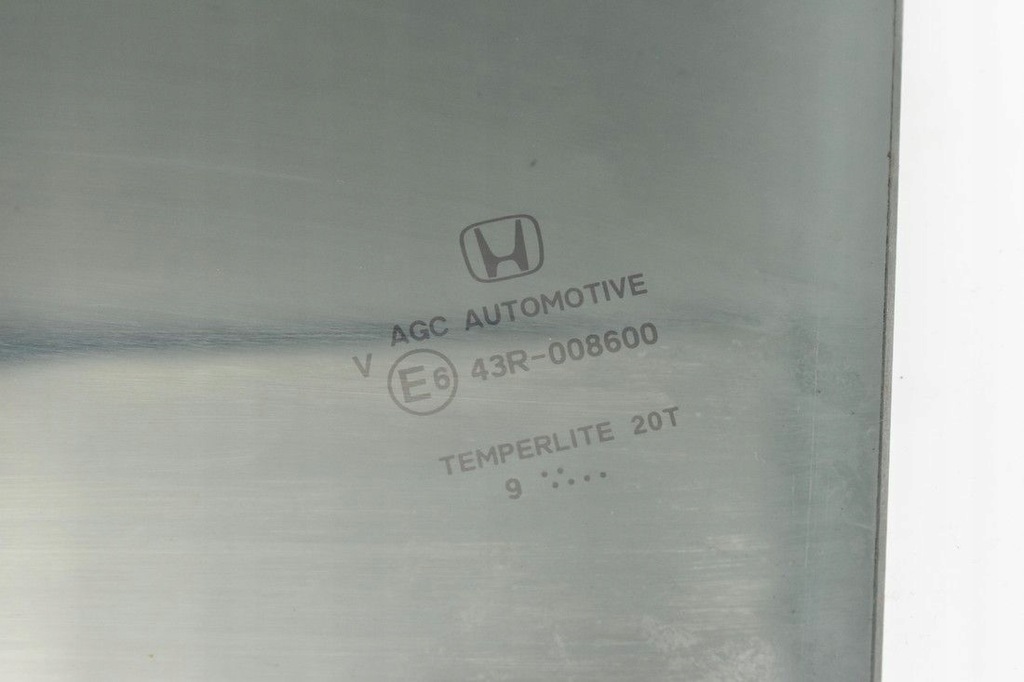 AGC AUTOMOTIVE
V E6 43R-008600
TEMPERLITE 20T
9